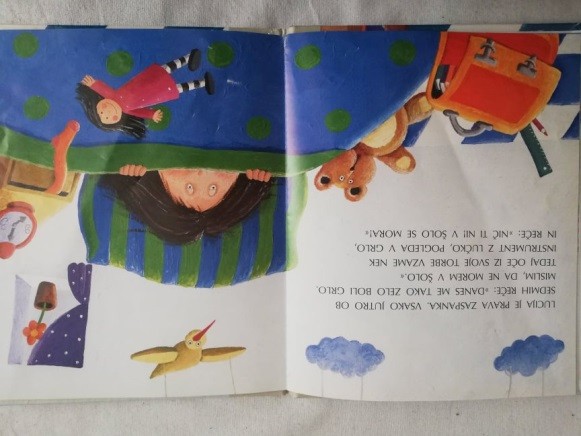 LUCIJA JE PRAVA ZASPANKA. VSAKO JUTRO OB
SEDMIH REČE: »DANES ME TAKO ZELO BOLI GRLO,
MISLIM, DA NE MOREM V ŠOLO.«
TEDAJ OČE IZ SVOJE TORBE VZAME NEK
INSTRUMENT Z LUČKO, POGLEDA V GRLO,
IN REČE: » NIČ TI NI! V ŠOLO SE MORA!«